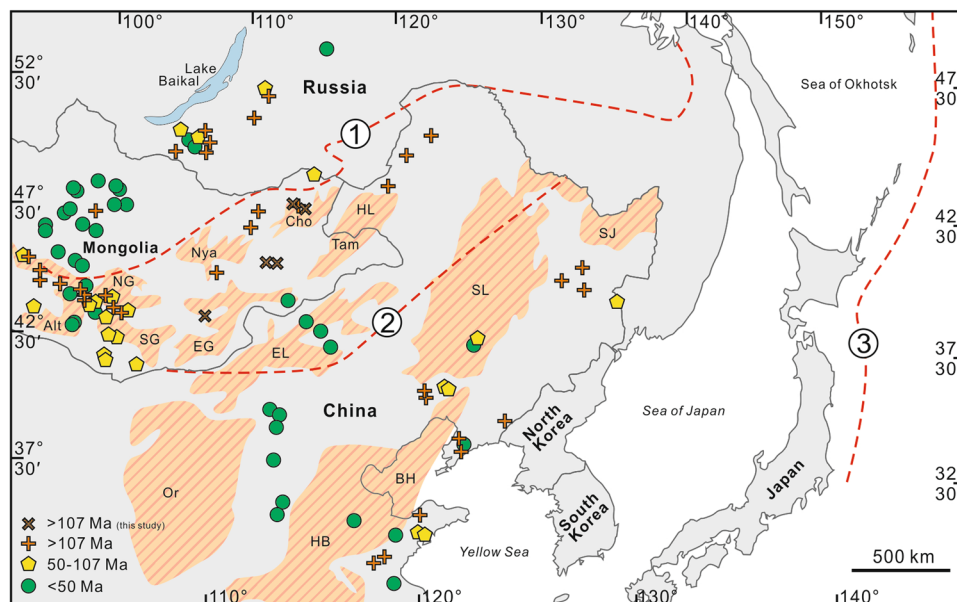 100° 110° 120° 130° 140° 150°
52°
30′
47°
30′
42°
30′
37°
30′
47
30′
42
30′
37
30′
32
30′
Lake
Baikal
Russia
Sea of Okhotsk
1
Mongolia
Cho
HL
Nya
Tam
SJ
NG
SL
Alt
SG
EG
EL
2
3
China
North
Korea
Sea of Japan
Japan
Or
BH
HB
South
Korea
Yellow Sea
>107 Ma (this study)
>107 Ma
50-107 Ma
<50 Ma
500 km
110° 120° 130° 140°